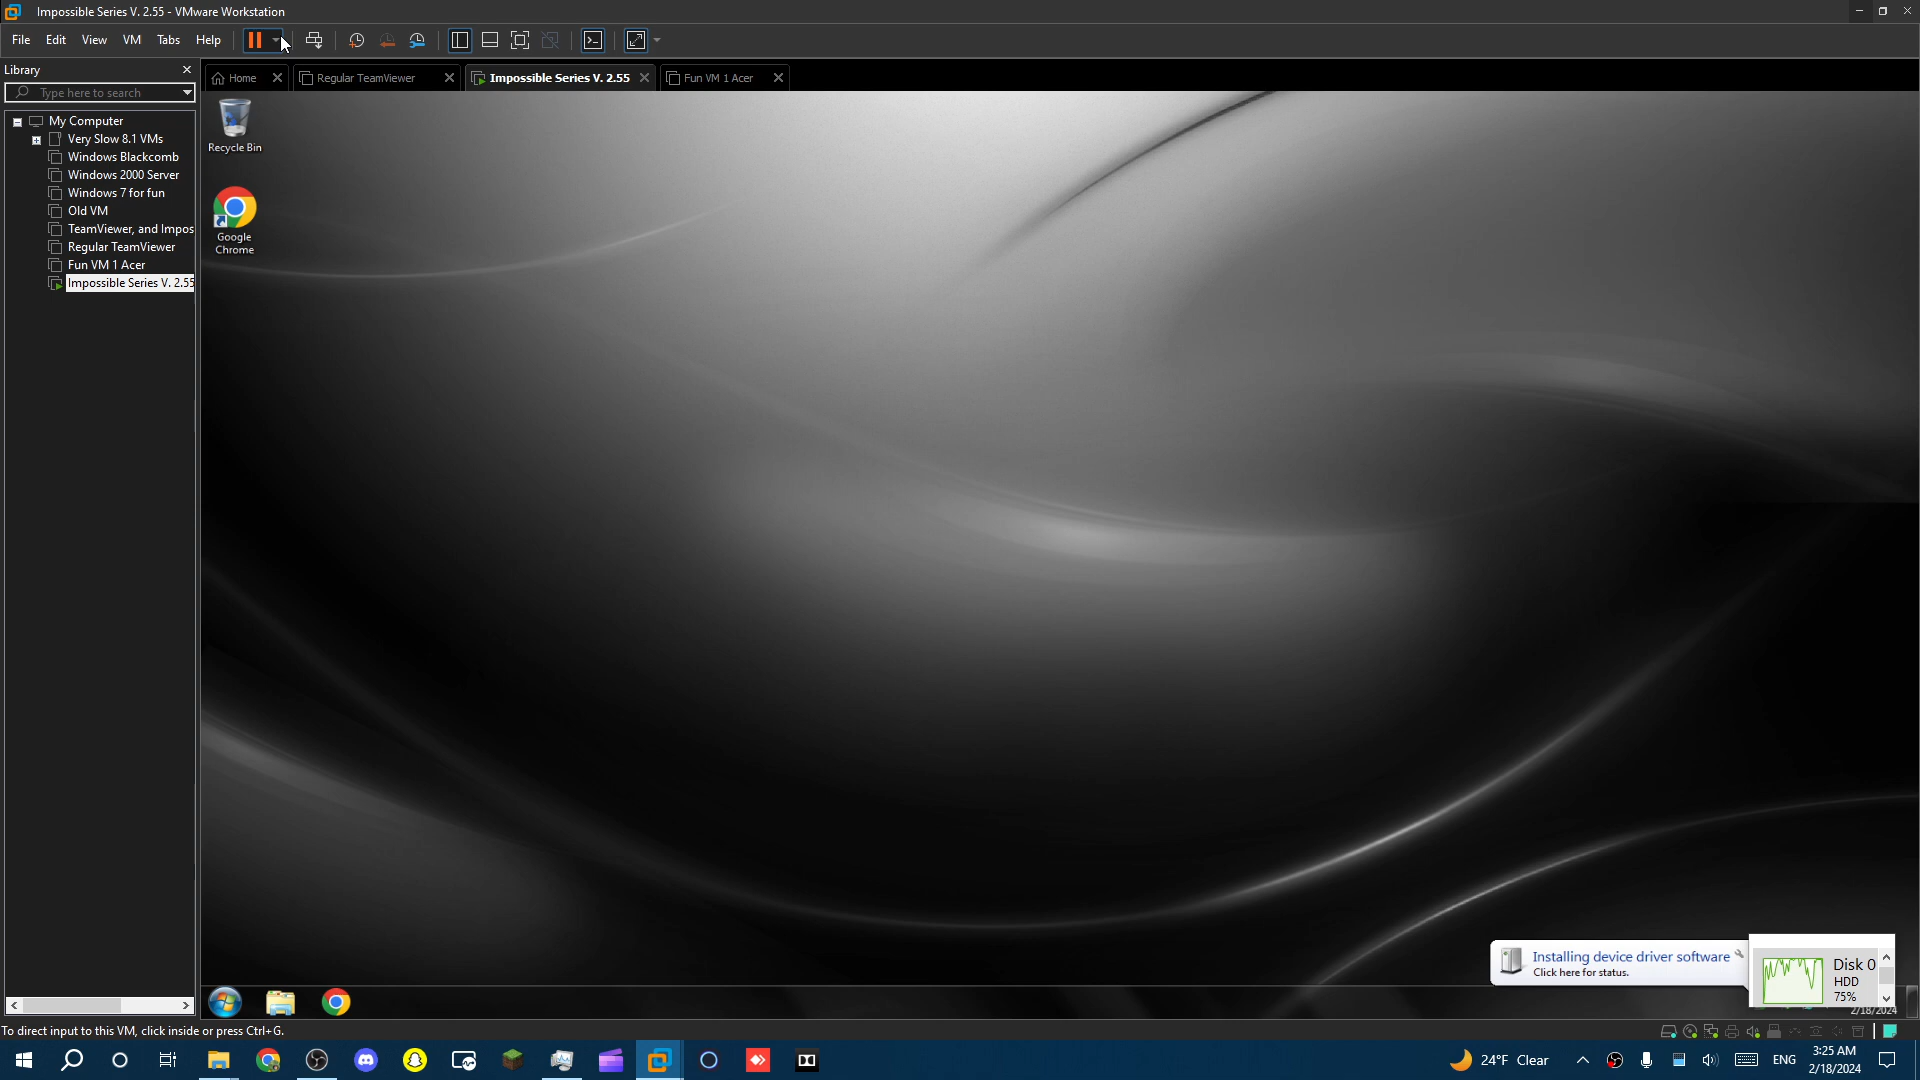 Impossible Series V. 2.55 - VMware Workstation
File Edit View VM Tabs Help
Library
Type here to search
Home
Regular TeamViewer
Impossible Series V. 2.55
Fun VM 1 Acer
My Computer
Very Slow 8.1 VMs
Windows Blackcomb
Windows 2000 Server
Windows 7 for fun
Old VM
TeamViewer, and Impos
Regular TeamViewer
Fun VM 1 Acer
Impossible Series V. 2.55
Recycle Bin
Google
Chrome
Installing device driver software
Click here for status.
Disk 0
HDD
75%
2/18/2024
To direct input to this VM, click inside or press Ctrl+G.
24°F Clear
ENG
3:25 AM
2/18/2024